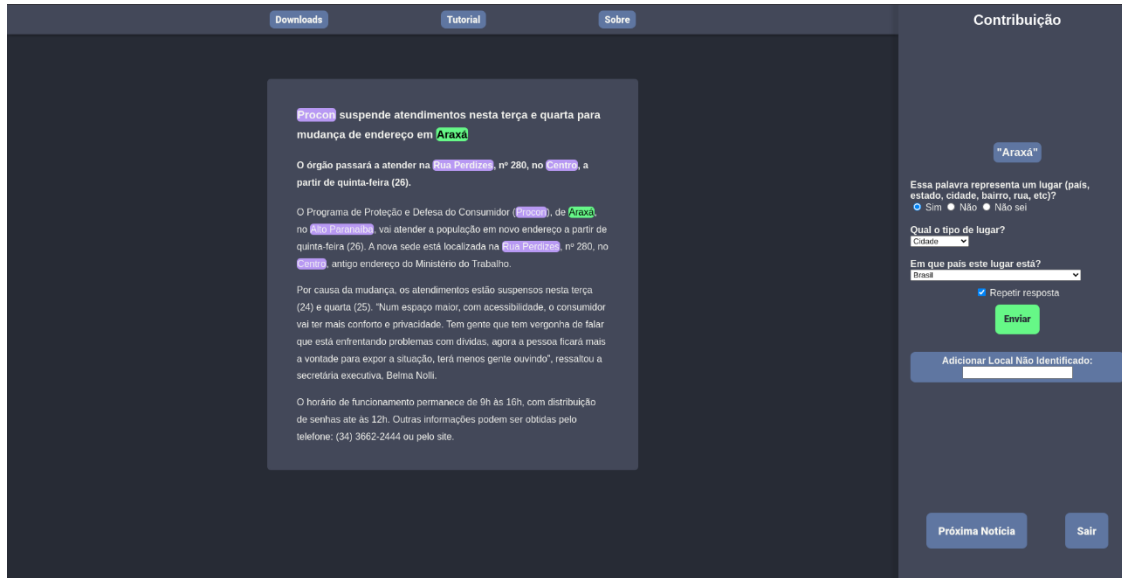 Downloads Tutorial Sobre
Procon suspende atendimentos nesta terça e quarta para
mudança de endereço em Araxá
O órgão passará a atender na Rua Perdizes, nº 280, no Centro, a
partir de quinta-feira (26).
O Programa de Proteção e Defesa do Consumidor (Procon), de Araxá,
no Alto Paranaíba, vai atender a população em novo endereço a partir de
quinta-feira (26). A nova sede está localizada na Rua Perdizes, nº 280, no
Centro, antigo endereço do Ministério do Trabalho.
Por causa da mudança, os atendimentos estão suspensos nesta terça
(24) e quarta (25). "Num espaço maior, com acessibilidade, o consumidor
vai ter mais conforto e privacidade. Tem gente que tem vergonha de falar
que está enfrentando problemas com dívidas, agora a pessoa ficará mais
a vontade para expor a situação, terá menos gente ouvindo", ressaltou a
secretária executiva, Belma Nolli.
O horário de funcionamento permanece de 9h às 16h, com distribuição
de senhas ate às 12h. Outras informações podem ser obtidas pelo
telefone: (34) 3662-2444 ou pelo site.
Contribuição
"Araxá"
Essa palavra representa um lugar (país,
estado, cidade, bairro, rua, etc)?
Sim Não Não sei
Qual o tipo de lugar?
Cidade
Em que país este lugar está?
Brasil
Repetir resposta
Enviar
Adicionar Local Não Identificado:
Próxima Notícia Sair